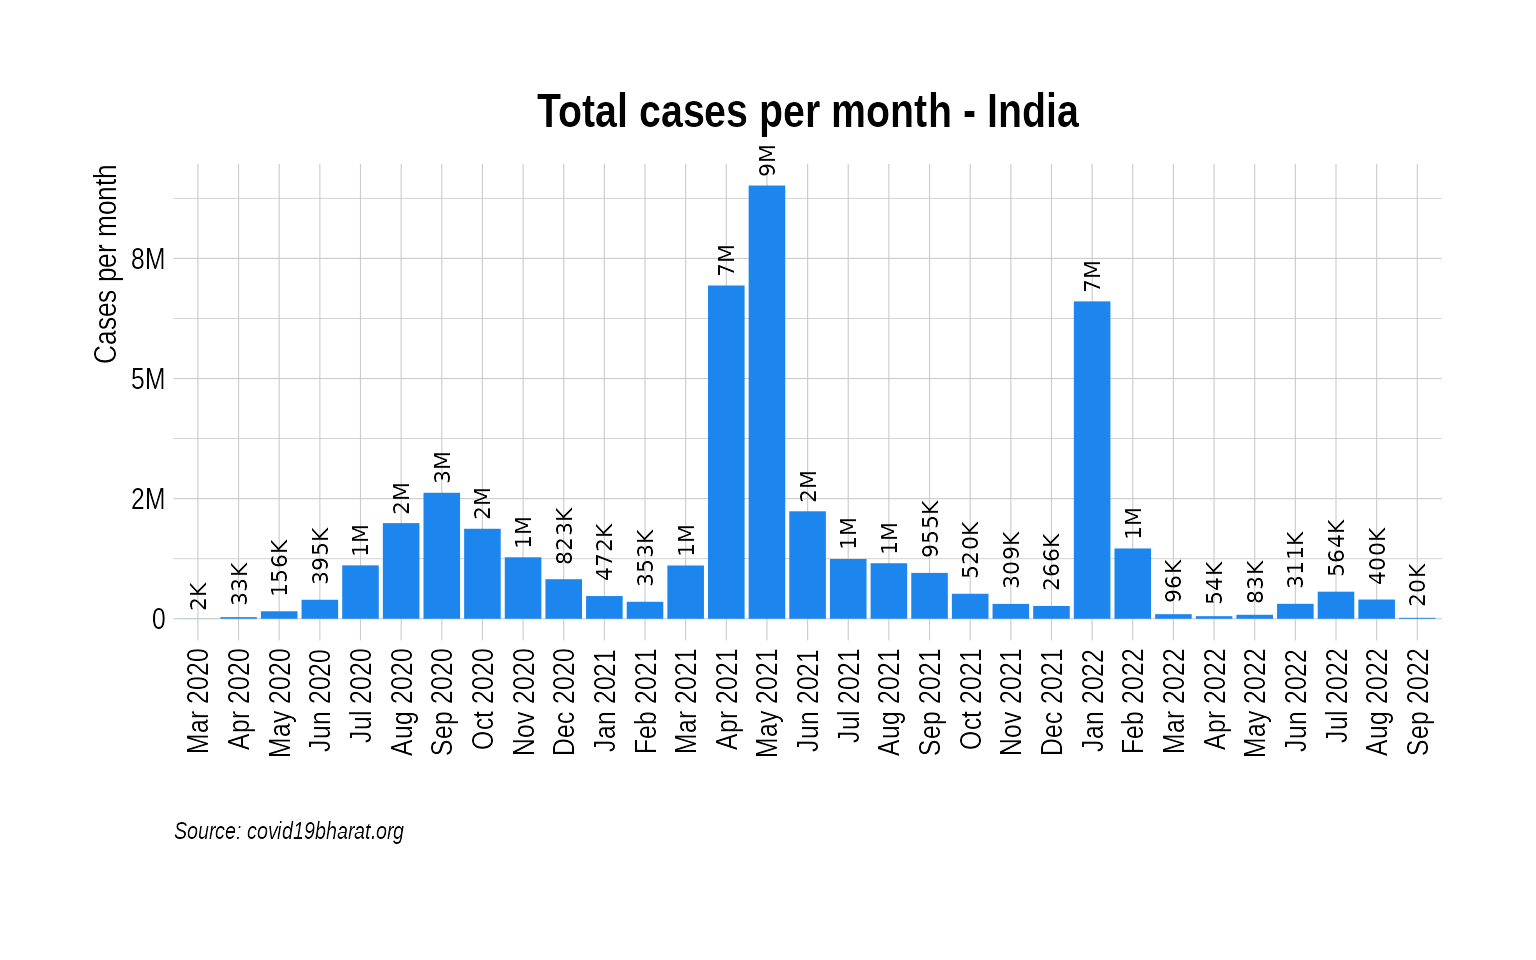 Total cases per month - India
Cases per month
8M
5M
2M
0
2K
33K
156K
395K
1M
2M
3M
2M
1M
823K
472K
353K
1M
7M
9M
2M
1M
1M
955K
520K
309K
266K
7M
1M
96K
54K
83K
311K
564K
400K
20K
Mar 2020
Apr 2020
May 2020
Jun 2020
Jul 2020
Aug 2020
Sep 2020
Oct 2020
Nov 2020
Dec 2020
Jan 2021
Feb 2021
Mar 2021
Apr 2021
May 2021
Jun 2021
Jul 2021
Aug 2021
Sep 2021
Oct 2021
Nov 2021
Dec 2021
Jan 2022
Feb 2022
Mar 2022
Apr 2022
May 2022
Jun 2022
Jul 2022
Aug 2022
Sep 2022
Source: covid19bharat.org